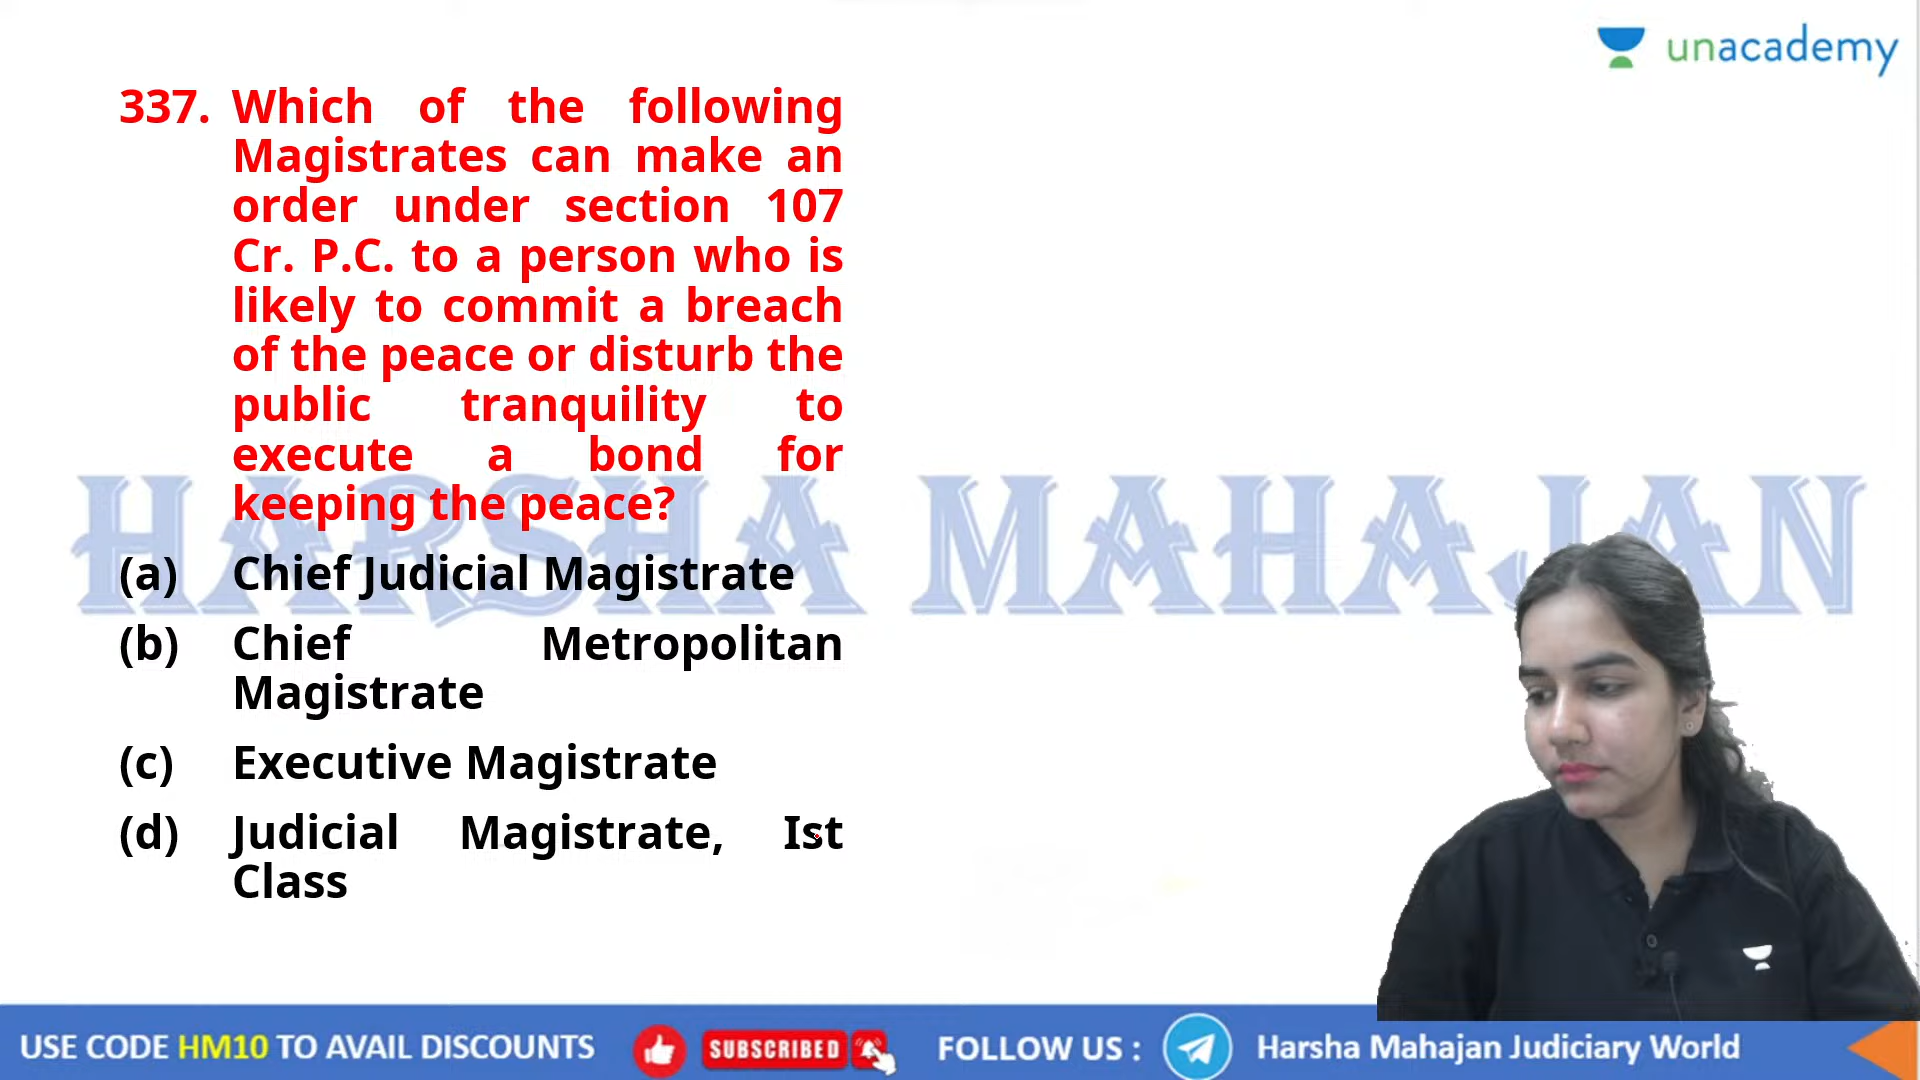 unacademy
337. Which of the following
Magistrates can make an
order under section 107
Cr. P.C. to a person who is
likely to commit a breach
of the peace or disturb the
public tranquility to
execute a bond for
keeping the peace?
HARSHA MAHAJAN
(a) Chief Judicial Magistrate
(b) Chief Metropolitan
Magistrate
(c) Executive Magistrate
(d) Judicial Magistrate, Ist
Class
USE CODE HM10 TO AVAIL DISCOUNTS SUBSCRIBED FOLLOW US : Harsha Mahajan Judiciary World